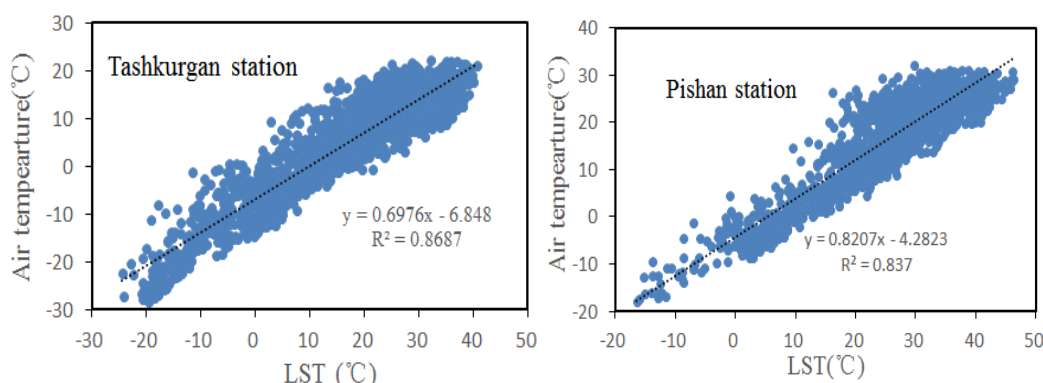 Tashkurgan station
Air tempearture(℃)
30
20
10
0
-10
-20
-30
y = 0.6976x - 6.848
R² = 0.8687
-30 -20 -10 0 10 20 30 40 50
LST (℃)
Pishan station
Air tempearture(℃)
40
30
20
10
0
-10
-20
y = 0.8207x - 4.2823
R² = 0.837
-20 -10 0 10 20 30 40 50
LST(℃)